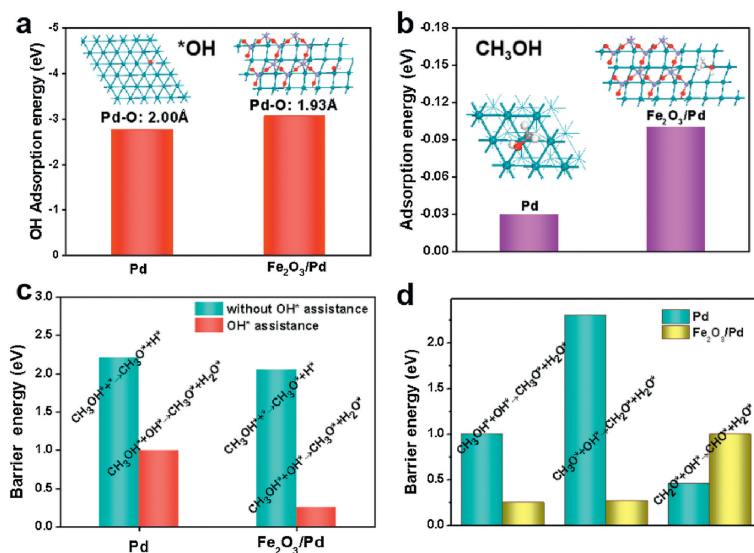 a
OH Adsorption energy (eV)
-5
-4
-3
-2
-1
0
*OH
Pd-O: 2.00Å
Pd-O: 1.93Å
Pd
Fe₂O₃/Pd
b
Adsorption energy (eV)
-0.18
-0.15
-0.12
-0.09
-0.06
-0.03
0.00
CH₃OH
Pd
Fe₂O₃/Pd
c
Barrier energy (eV)
3.0
2.5
2.0
1.5
1.0
0.5
0.0
without OH* assistance
OH* assistance
CH₃OH*+*→CH₃O*+H*
CH₃OH*+OH*→CH₃O*+H₂O*
CH₃OH*+*→CH₃O*+H*
CH₃OH*+OH*→CH₃O*+H₂O*
Pd
Fe₂O₃/Pd
d
Barrier energy (eV)
2.0
1.5
1.0
0.5
0.0
Pd
Fe₂O₃/Pd
CH₃OH*+OH*→CH₃O*+H₂O*
CH₃O*+OH*→CH₂O*+H₂O*
CH₂O*+OH*→CHO*+H₂O*